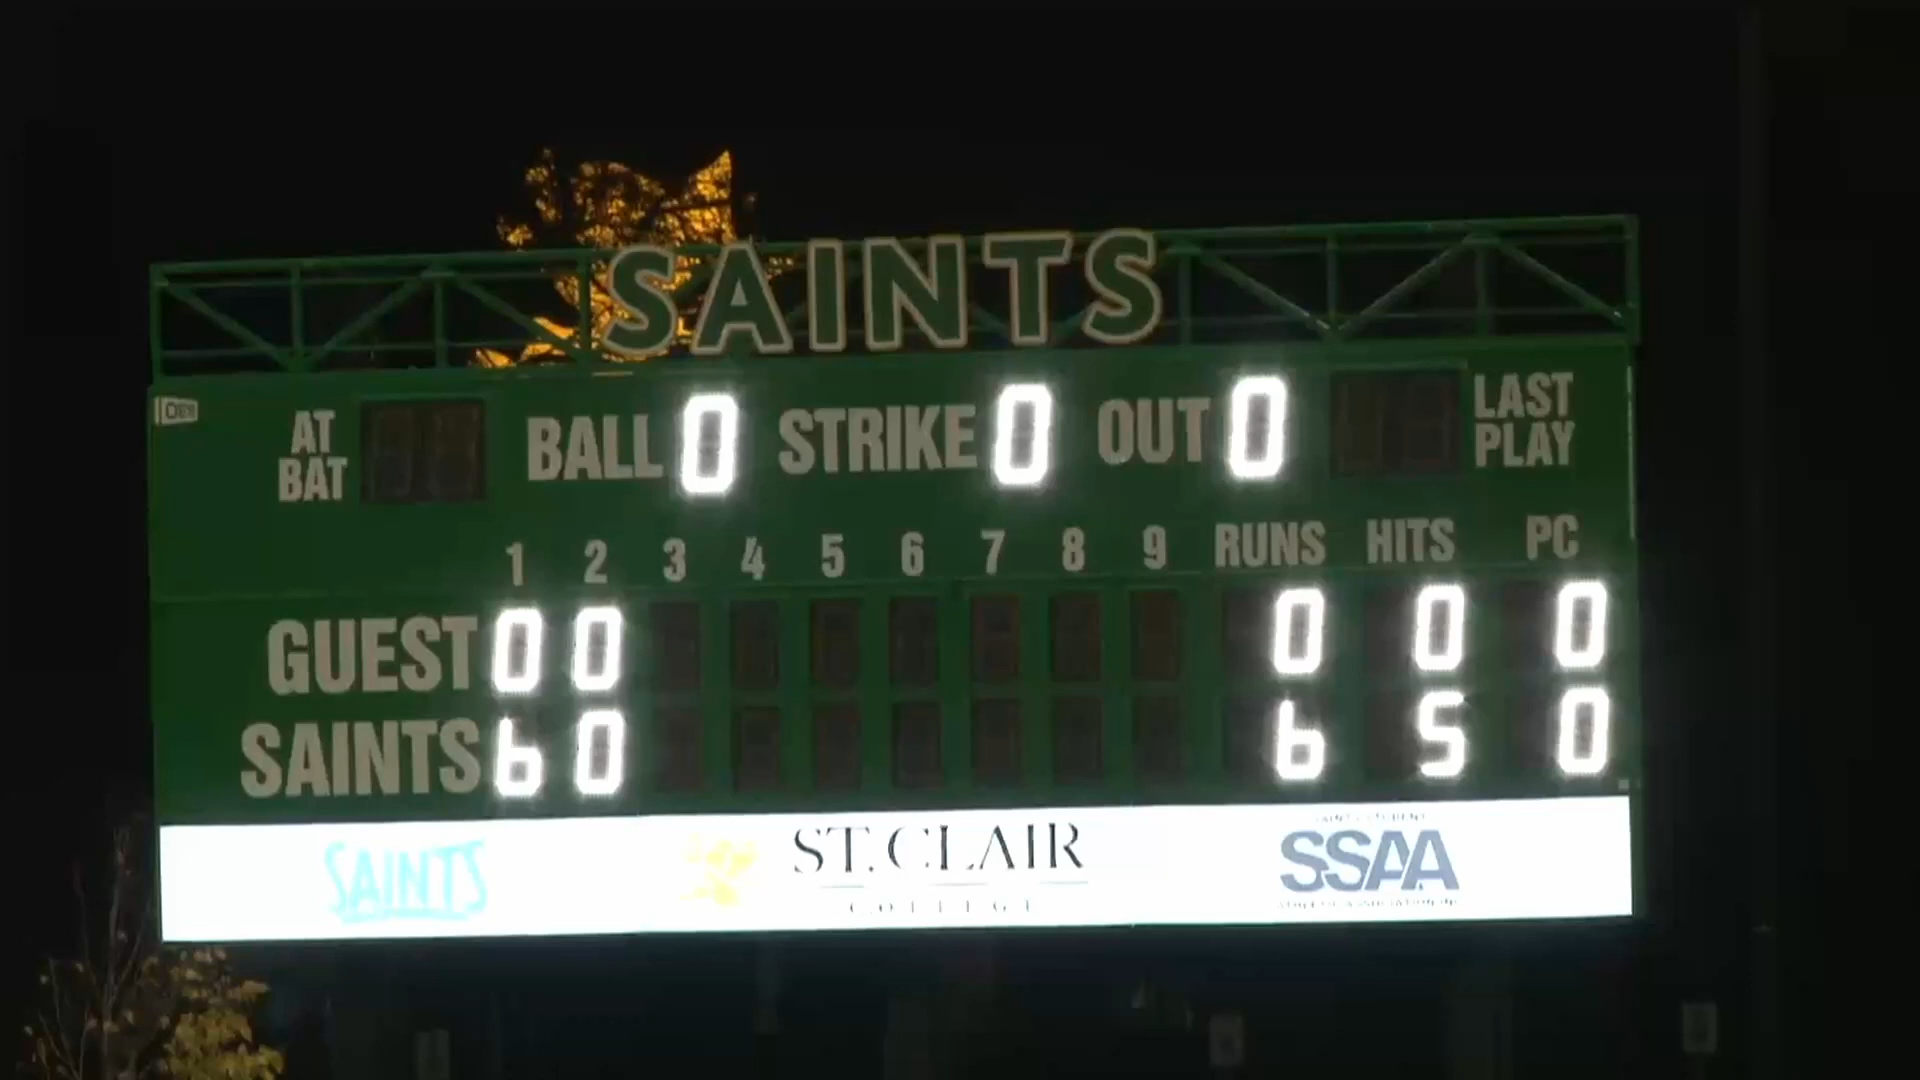 SAINTS
AT BAT BALL 0 STRIKE 0 OUT 0 LAST PLAY
1 2 3 4 5 6 7 8 9 RUNS HITS PC
GUEST 0 0 0 0 0
SAINTS 6 0 6 5 0
SAINTS ST. CLAIR COLLEGE SSAA